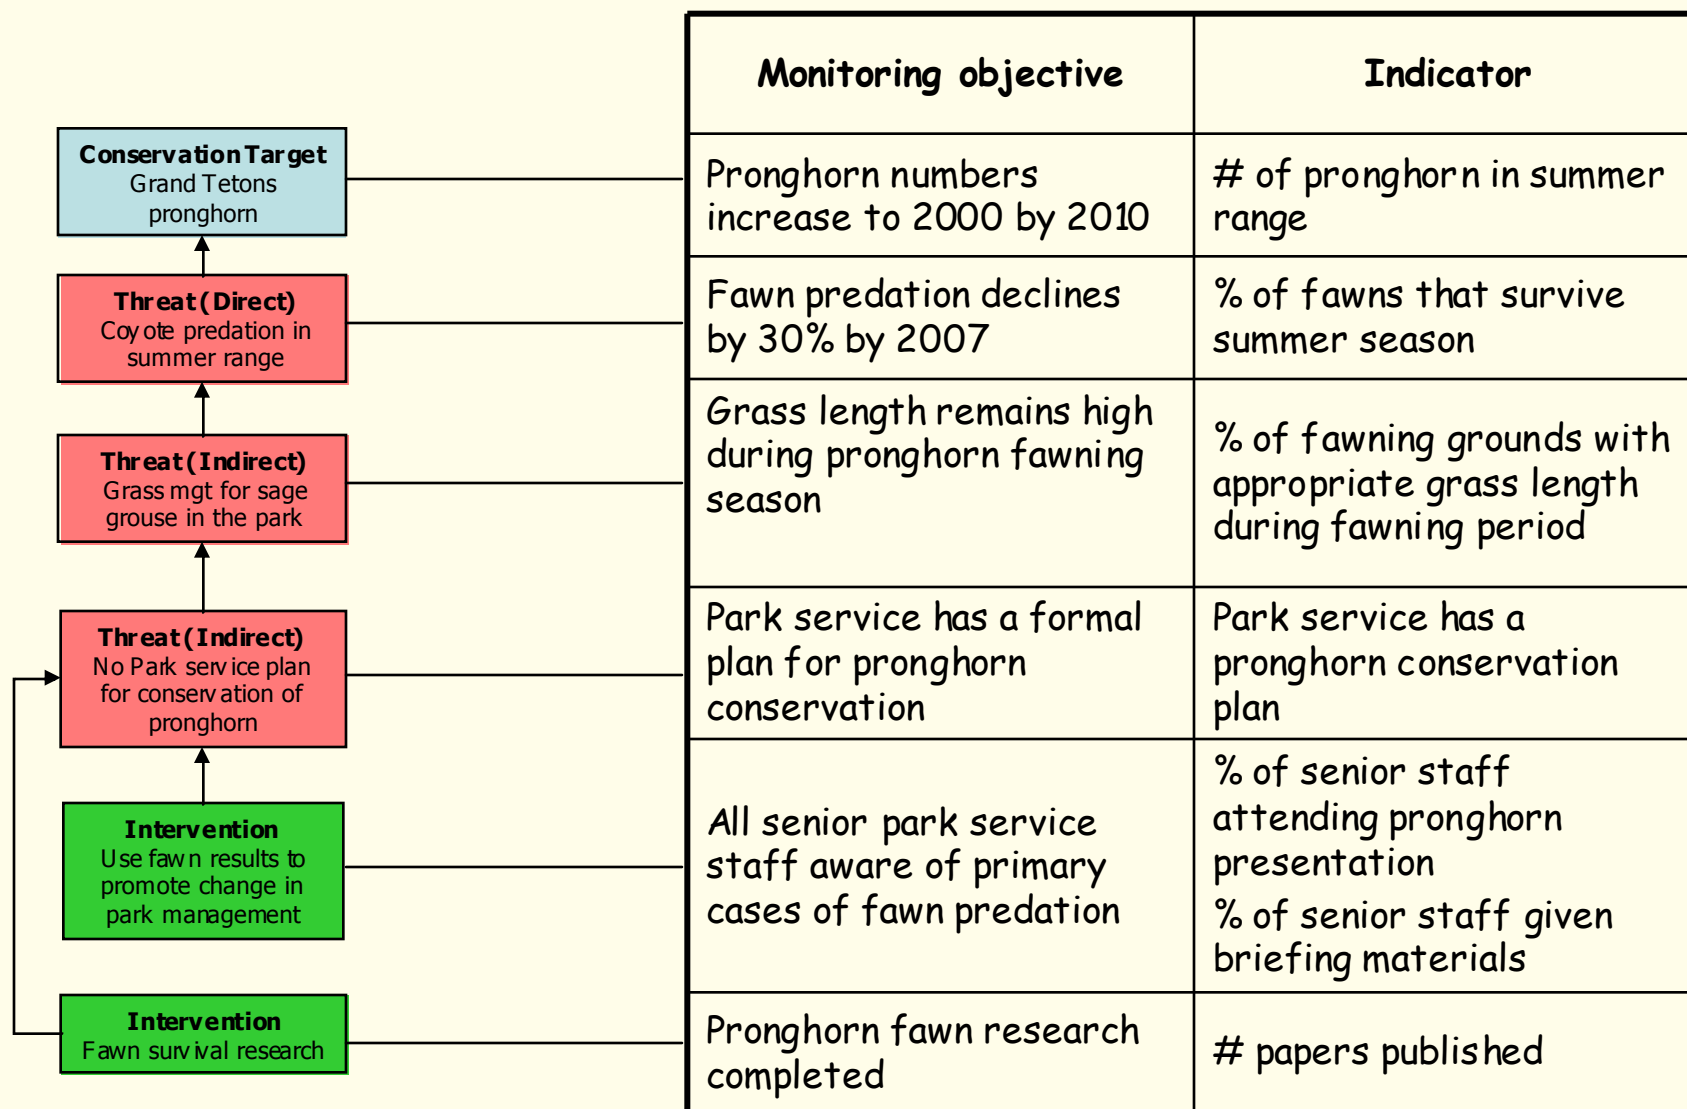 Monitoring objective
Indicator
Conservation Target
Grand Tetons
pronghorn
Pronghorn numbers
increase to 2000 by 2010
# of pronghorn in summer
range
Threat (Direct)
Coyote predation in
summer range
Fawn predation declines
by 30% by 2007
% of fawns that survive
summer season
Threat (Indirect)
Grass mgt for sage
grouse in the park
Grass length remains high
during pronghorn fawning
season
% of fawning grounds with
appropriate grass length
during fawning period
Threat (Indirect)
No Park service plan
for conservation of
pronghorn
Park service has a formal
plan for pronghorn
conservation
Park service has a
pronghorn conservation
plan
Intervention
Use fawn results to
promote change in
park management
All senior park service
staff aware of primary
cases of fawn predation
% of senior staff
attending pronghorn
presentation
% of senior staff given
briefing materials
Intervention
Fawn survival research
Pronghorn fawn research
completed
# papers published